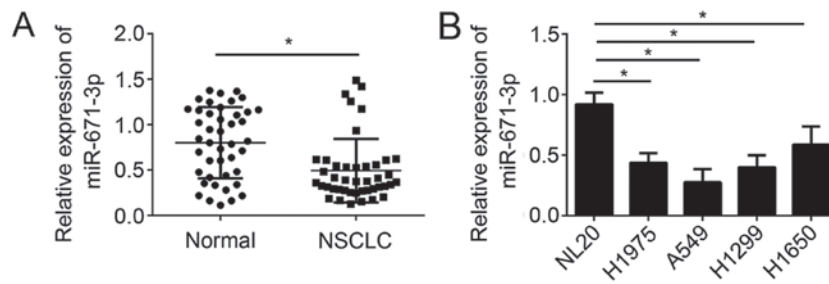 A
Relative expression of
miR-671-3p
2.0
1.5
1.0
0.5
0.0
*
Normal
NSCLC
B
Relative expression of
miR-671-3p
1.5
1.0
0.5
0.0
*
*
*
*
NL20
H1975
A549
H1299
H1650